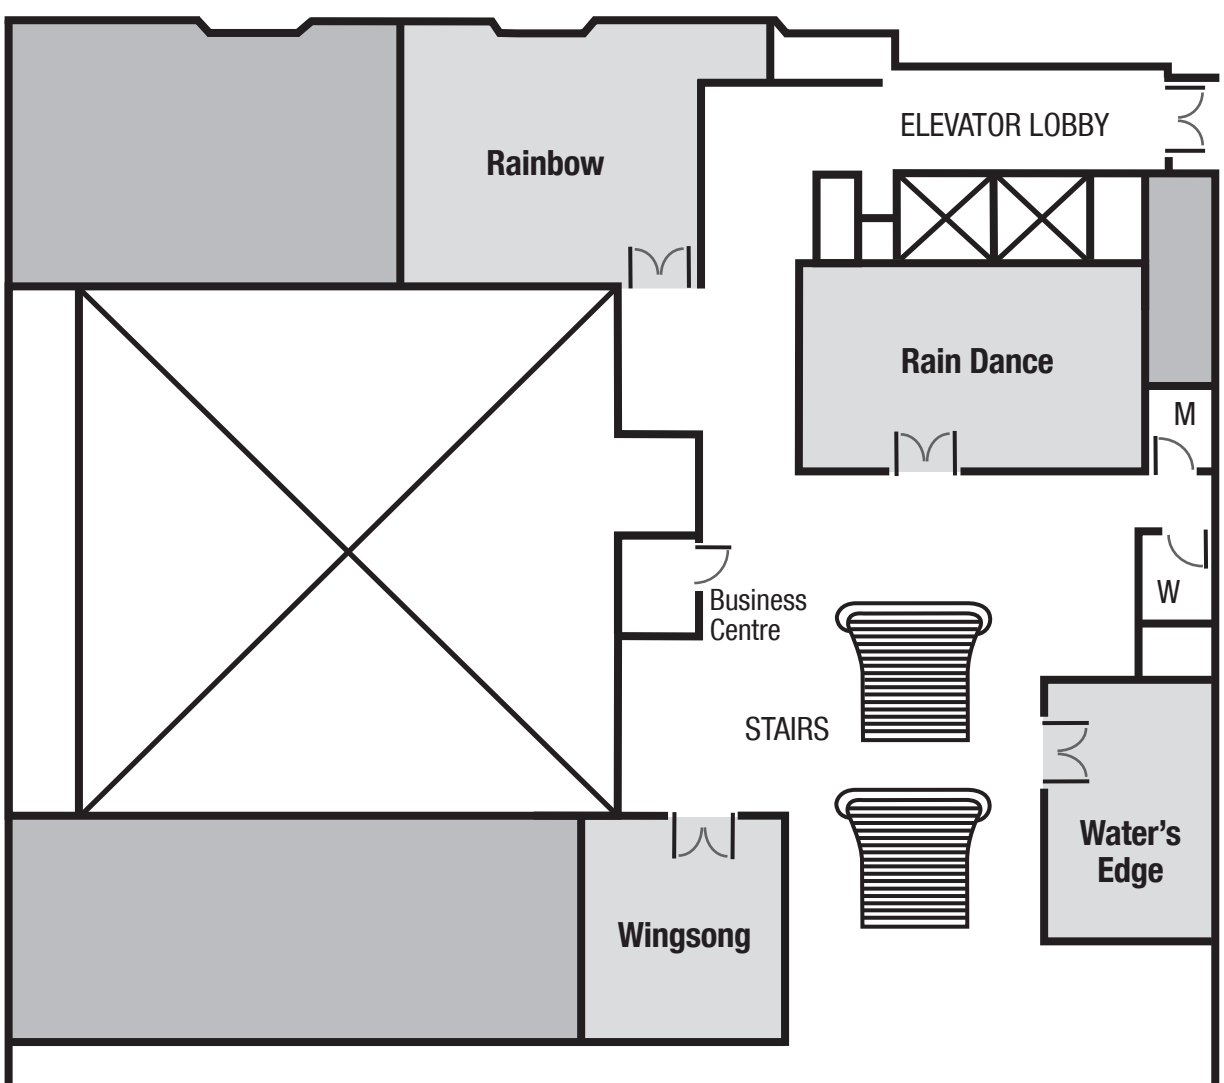 ELEVATOR LOBBY
Rainbow
Rain Dance
M
W
Business
Centre
STAIRS
Water's
Edge
Wingsong